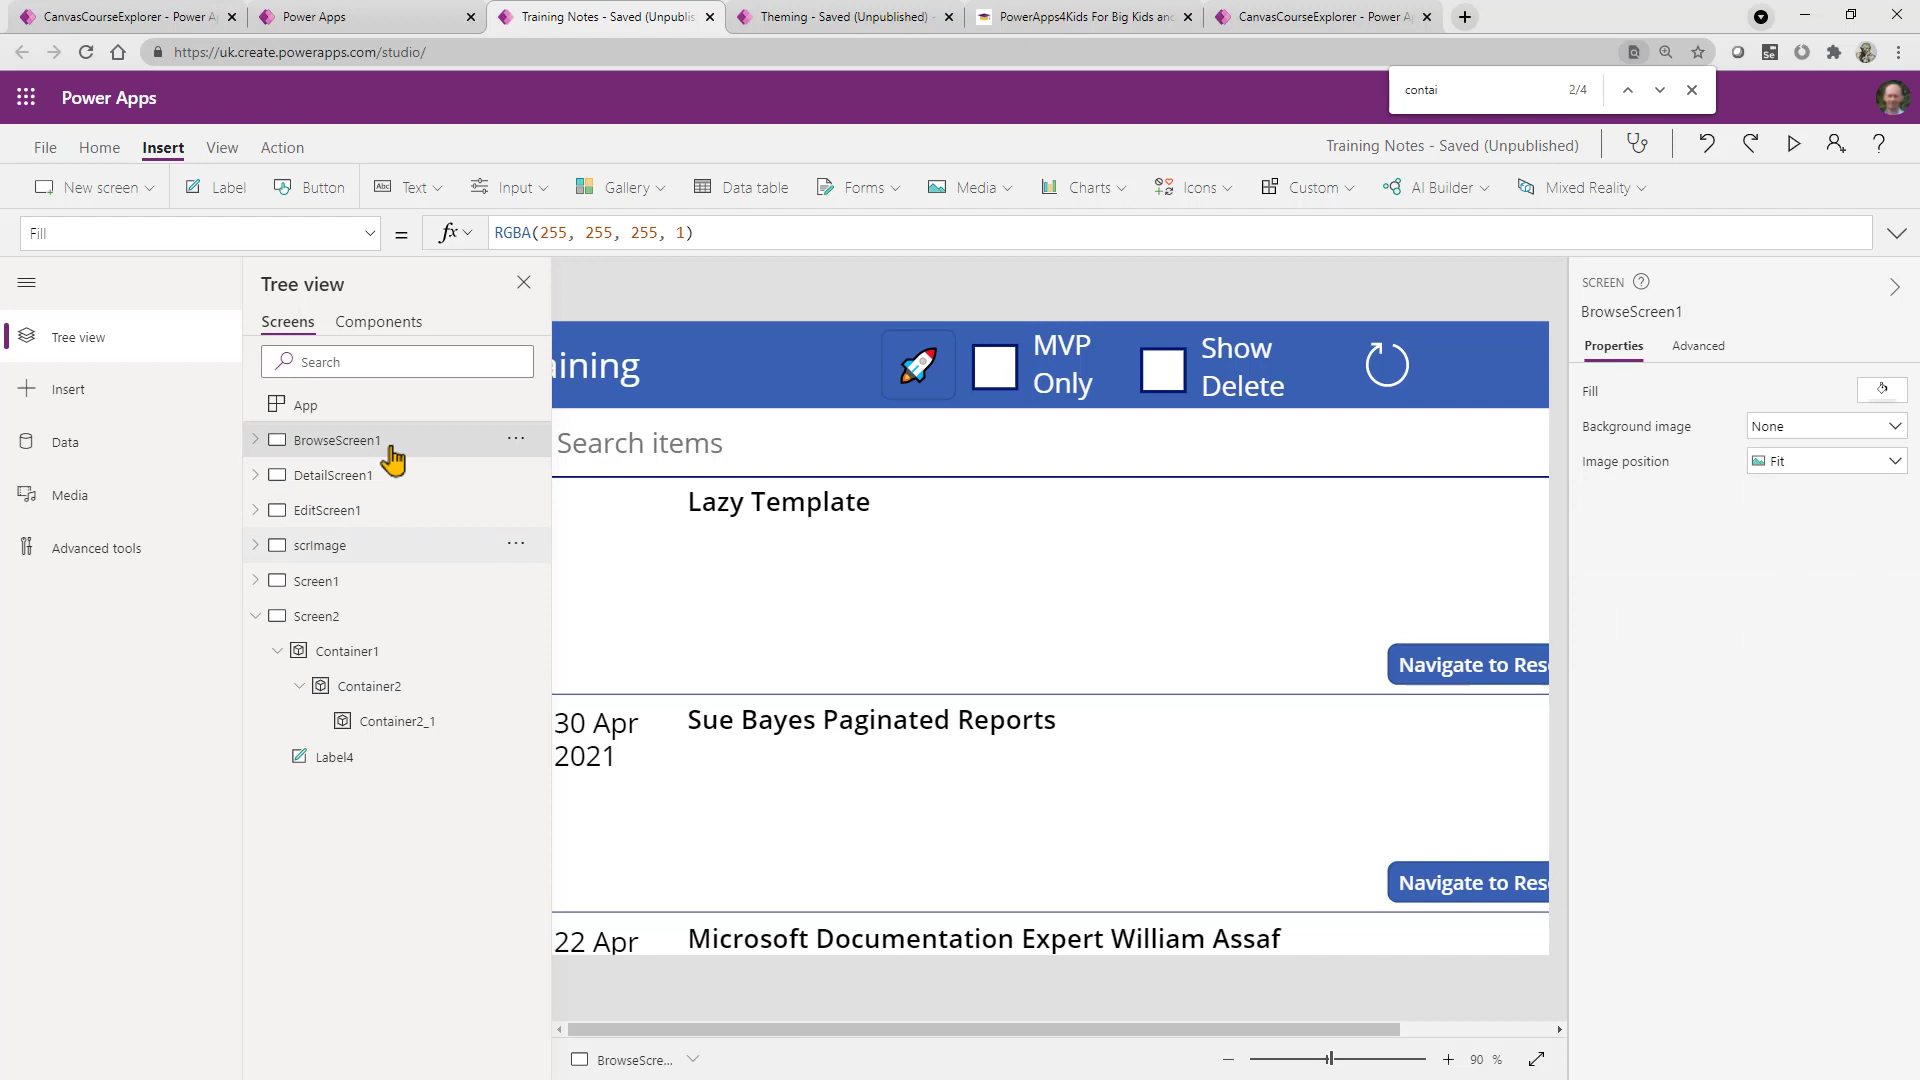 CanvasCourseExplorer - Power A
Power Apps
Training Notes - Saved (Unpublis
Theming - Saved (Unpublished) -
PowerApps4Kids For Big Kids and
CanvasCourseExplorer - Power A
https://uk.create.powerapps.com/studio/
contai
2/4
Power Apps
File
Home
Insert
View
Action
Training Notes - Saved (Unpublished)
New screen
Label
Button
Text
Input
Gallery
Data table
Forms
Media
Charts
Icons
Custom
AI Builder
Mixed Reality
Fill
=
fx
RGBA(255, 255, 255, 1)
Tree view
Insert
Data
Media
Advanced tools
Tree view
Screens
Components
Search
App
BrowseScreen1
DetailScreen1
EditScreen1
scrImage
Screen1
Screen2
Container1
Container2
Container2_1
Label4
aining
MVP
Only
Show
Delete
Search items
Lazy Template
Navigate to Res
30 Apr
2021
Sue Bayes Paginated Reports
Navigate to Res
22 Apr
Microsoft Documentation Expert William Assaf
BrowseScre...
90 %
SCREEN
BrowseScreen1
Properties
Advanced
Fill
Background image
None
Image position
Fit